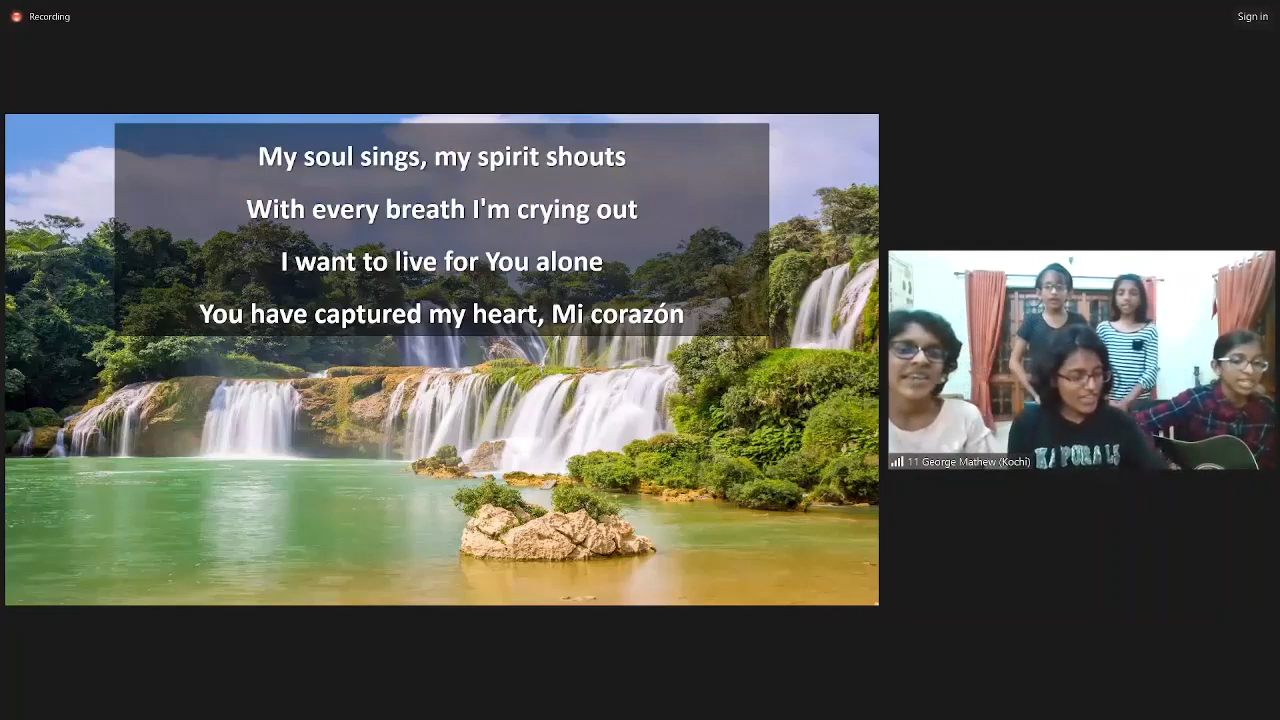 Recording
Sign in
My soul sings, my spirit shouts
With every breath I'm crying out
I want to live for You alone
You have captured my heart, Mi corazón
11 George Mathew (Kochi)